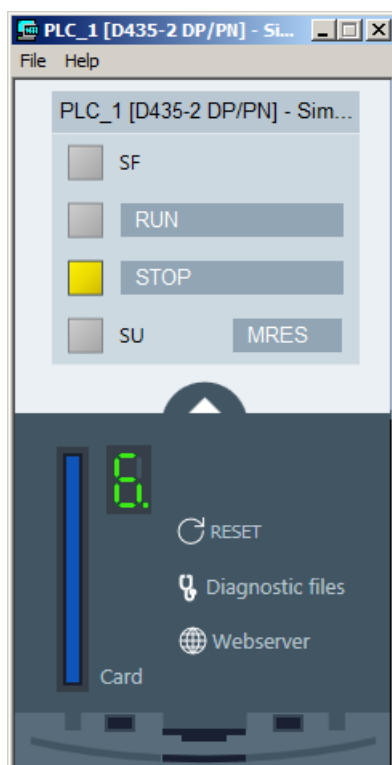 PLC_1 [D435-2 DP/PN] - Si...
File Help
PLC_1 [D435-2 DP/PN] - Sim...
SF
RUN
STOP
SU MRES
6.
RESET
Diagnostic files
Webserver
Card